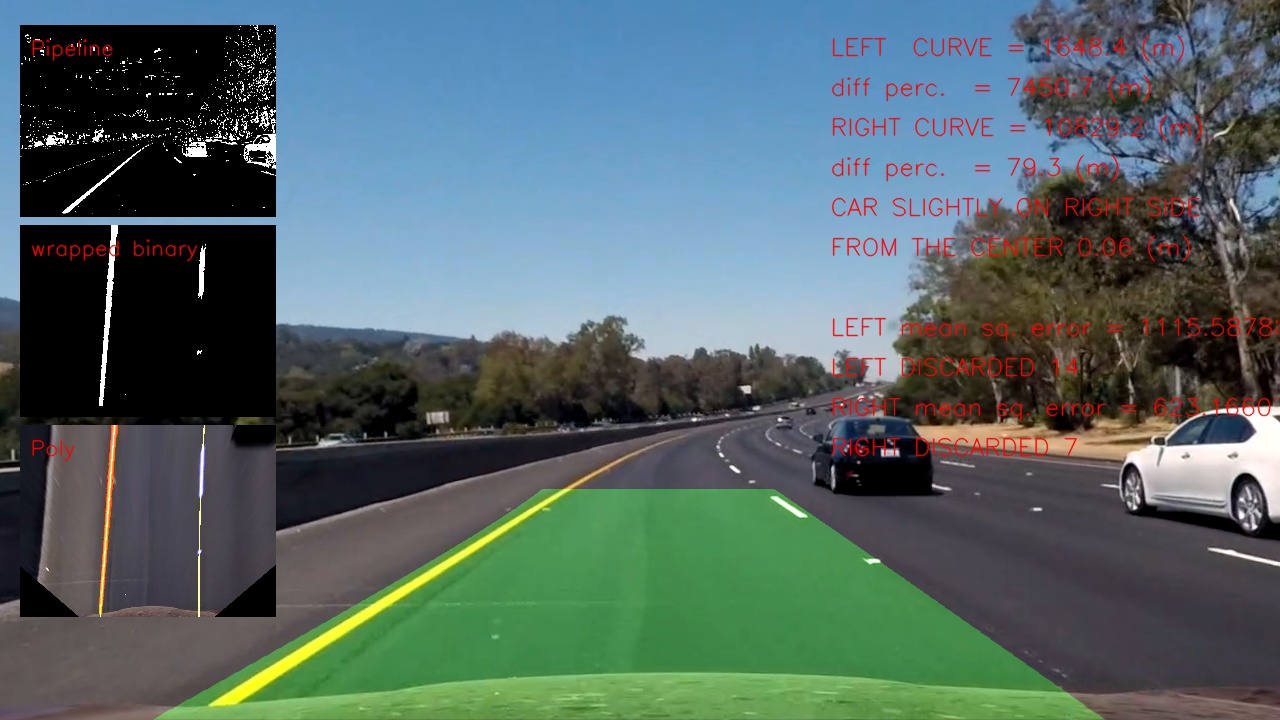 Pipeline
wrapped binary
Poly
LEFT CURVE = 1648.4 (m)
diff perc. = 7450.7 (m)
RIGHT CURVE = 10829.2 (m)
diff perc. = 79.3 (m)
CAR SLIGHTLY ON RIGHT SIDE
FROM THE CENTER 0.06 (m)
LEFT mean sq. error = 1115.5878
LEFT DISCARDED 14
RIGHT mean sq. error = 623.1660
RIGHT DISCARDED 7